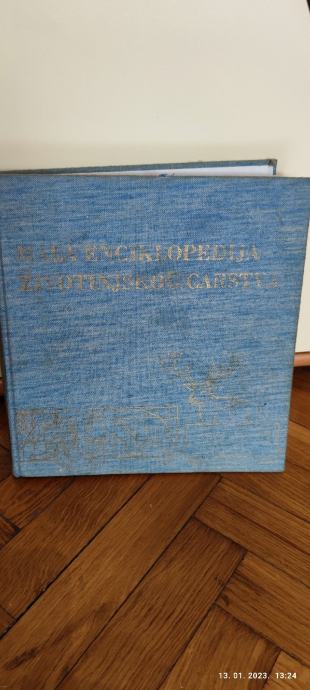 MALA ENCIKLOPEDIJA
ŽIVOTINJSKOG CARSTVA
13. 01. 2023. 13:24